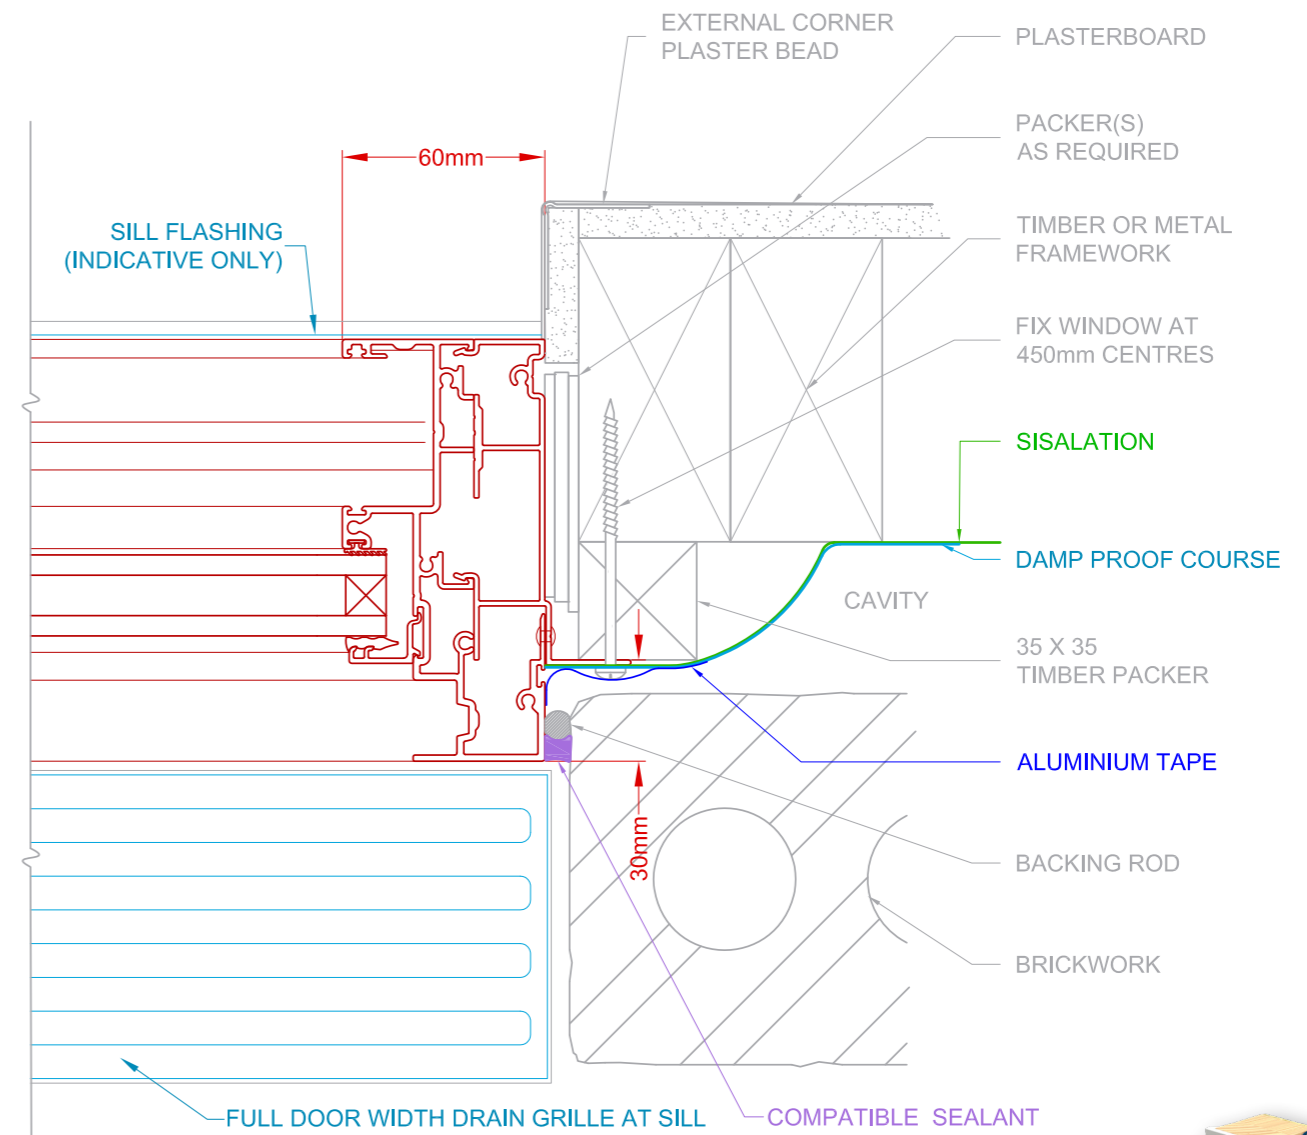 EXTERNAL CORNER
PLASTER BEAD
PLASTERBOARD
PACKER(S)
AS REQUIRED
60mm
SILL FLASHING
(INDICATIVE ONLY)
TIMBER OR METAL
FRAMEWORK
FIX WINDOW AT
450mm CENTRES
SISALATION
DAMP PROOF COURSE
CAVITY
35 X 35
TIMBER PACKER
ALUMINIUM TAPE
30mm
BACKING ROD
BRICKWORK
FULL DOOR WIDTH DRAIN GRILLE AT SILL
COMPATIBLE SEALANT